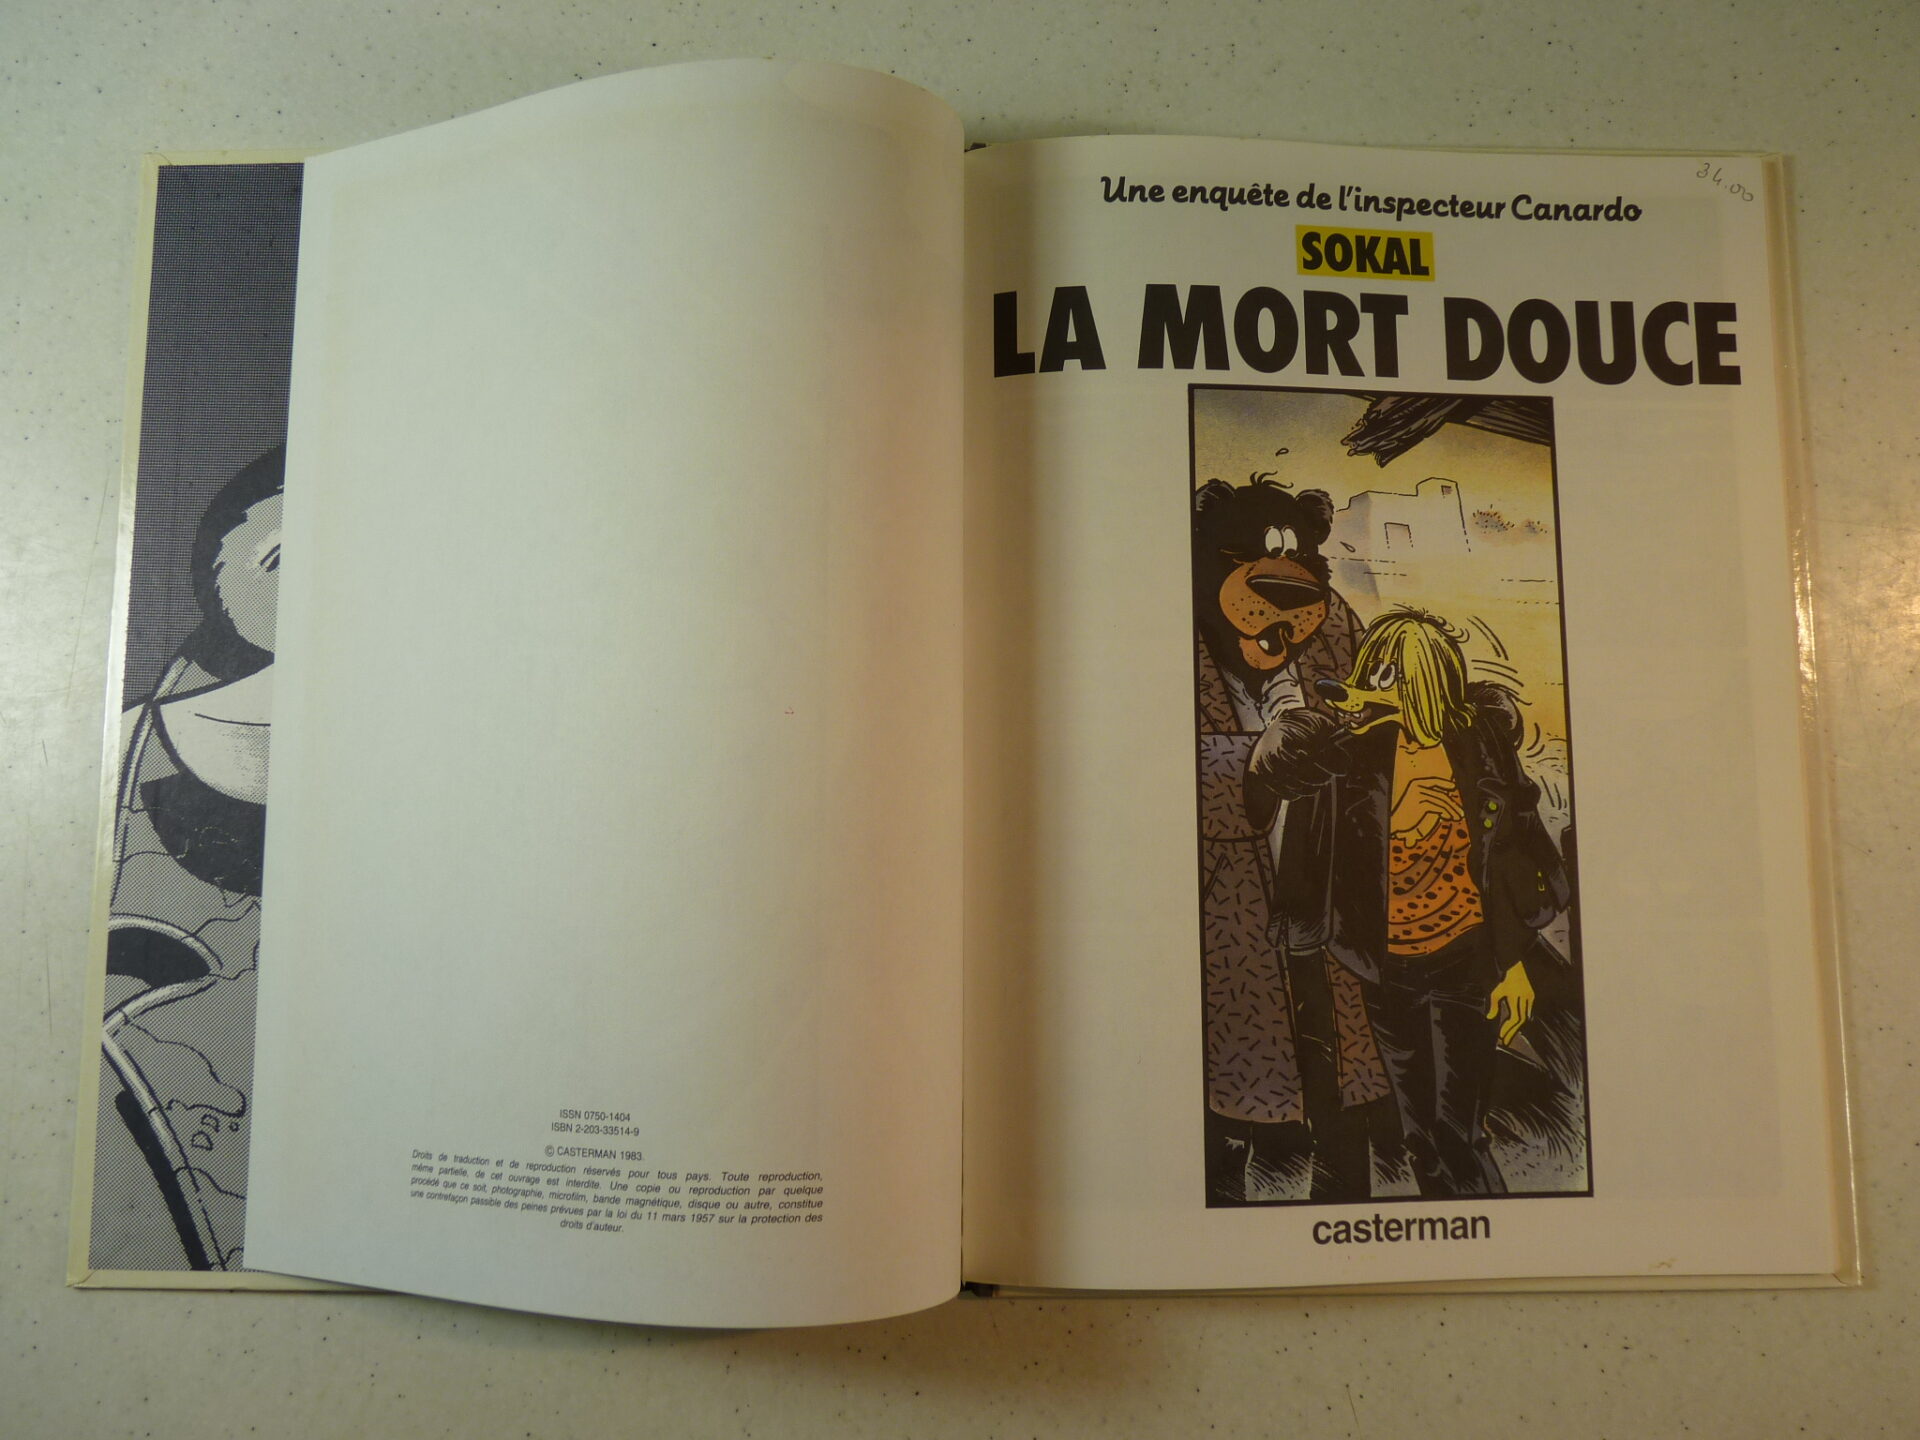 ISSN 0750-1404
ISBN 2-203-33514-9
© CASTERMAN 1983.
Droits de traduction et de reproduction réservés pour tous pays. Toute reproduction,
même partielle, de cet ouvrage est interdite. Une copie ou reproduction par quelque
procédé que ce soit, photographie, microfilm, bande magnétique, disque ou autre, constitue
une contrefaçon passible des peines prévues par la loi du 11 mars 1957 sur la protection des
droits d'auteur.
34.00
Une enquête de l'inspecteur Canardo
SOKAL
LA MORT DOUCE
casterman